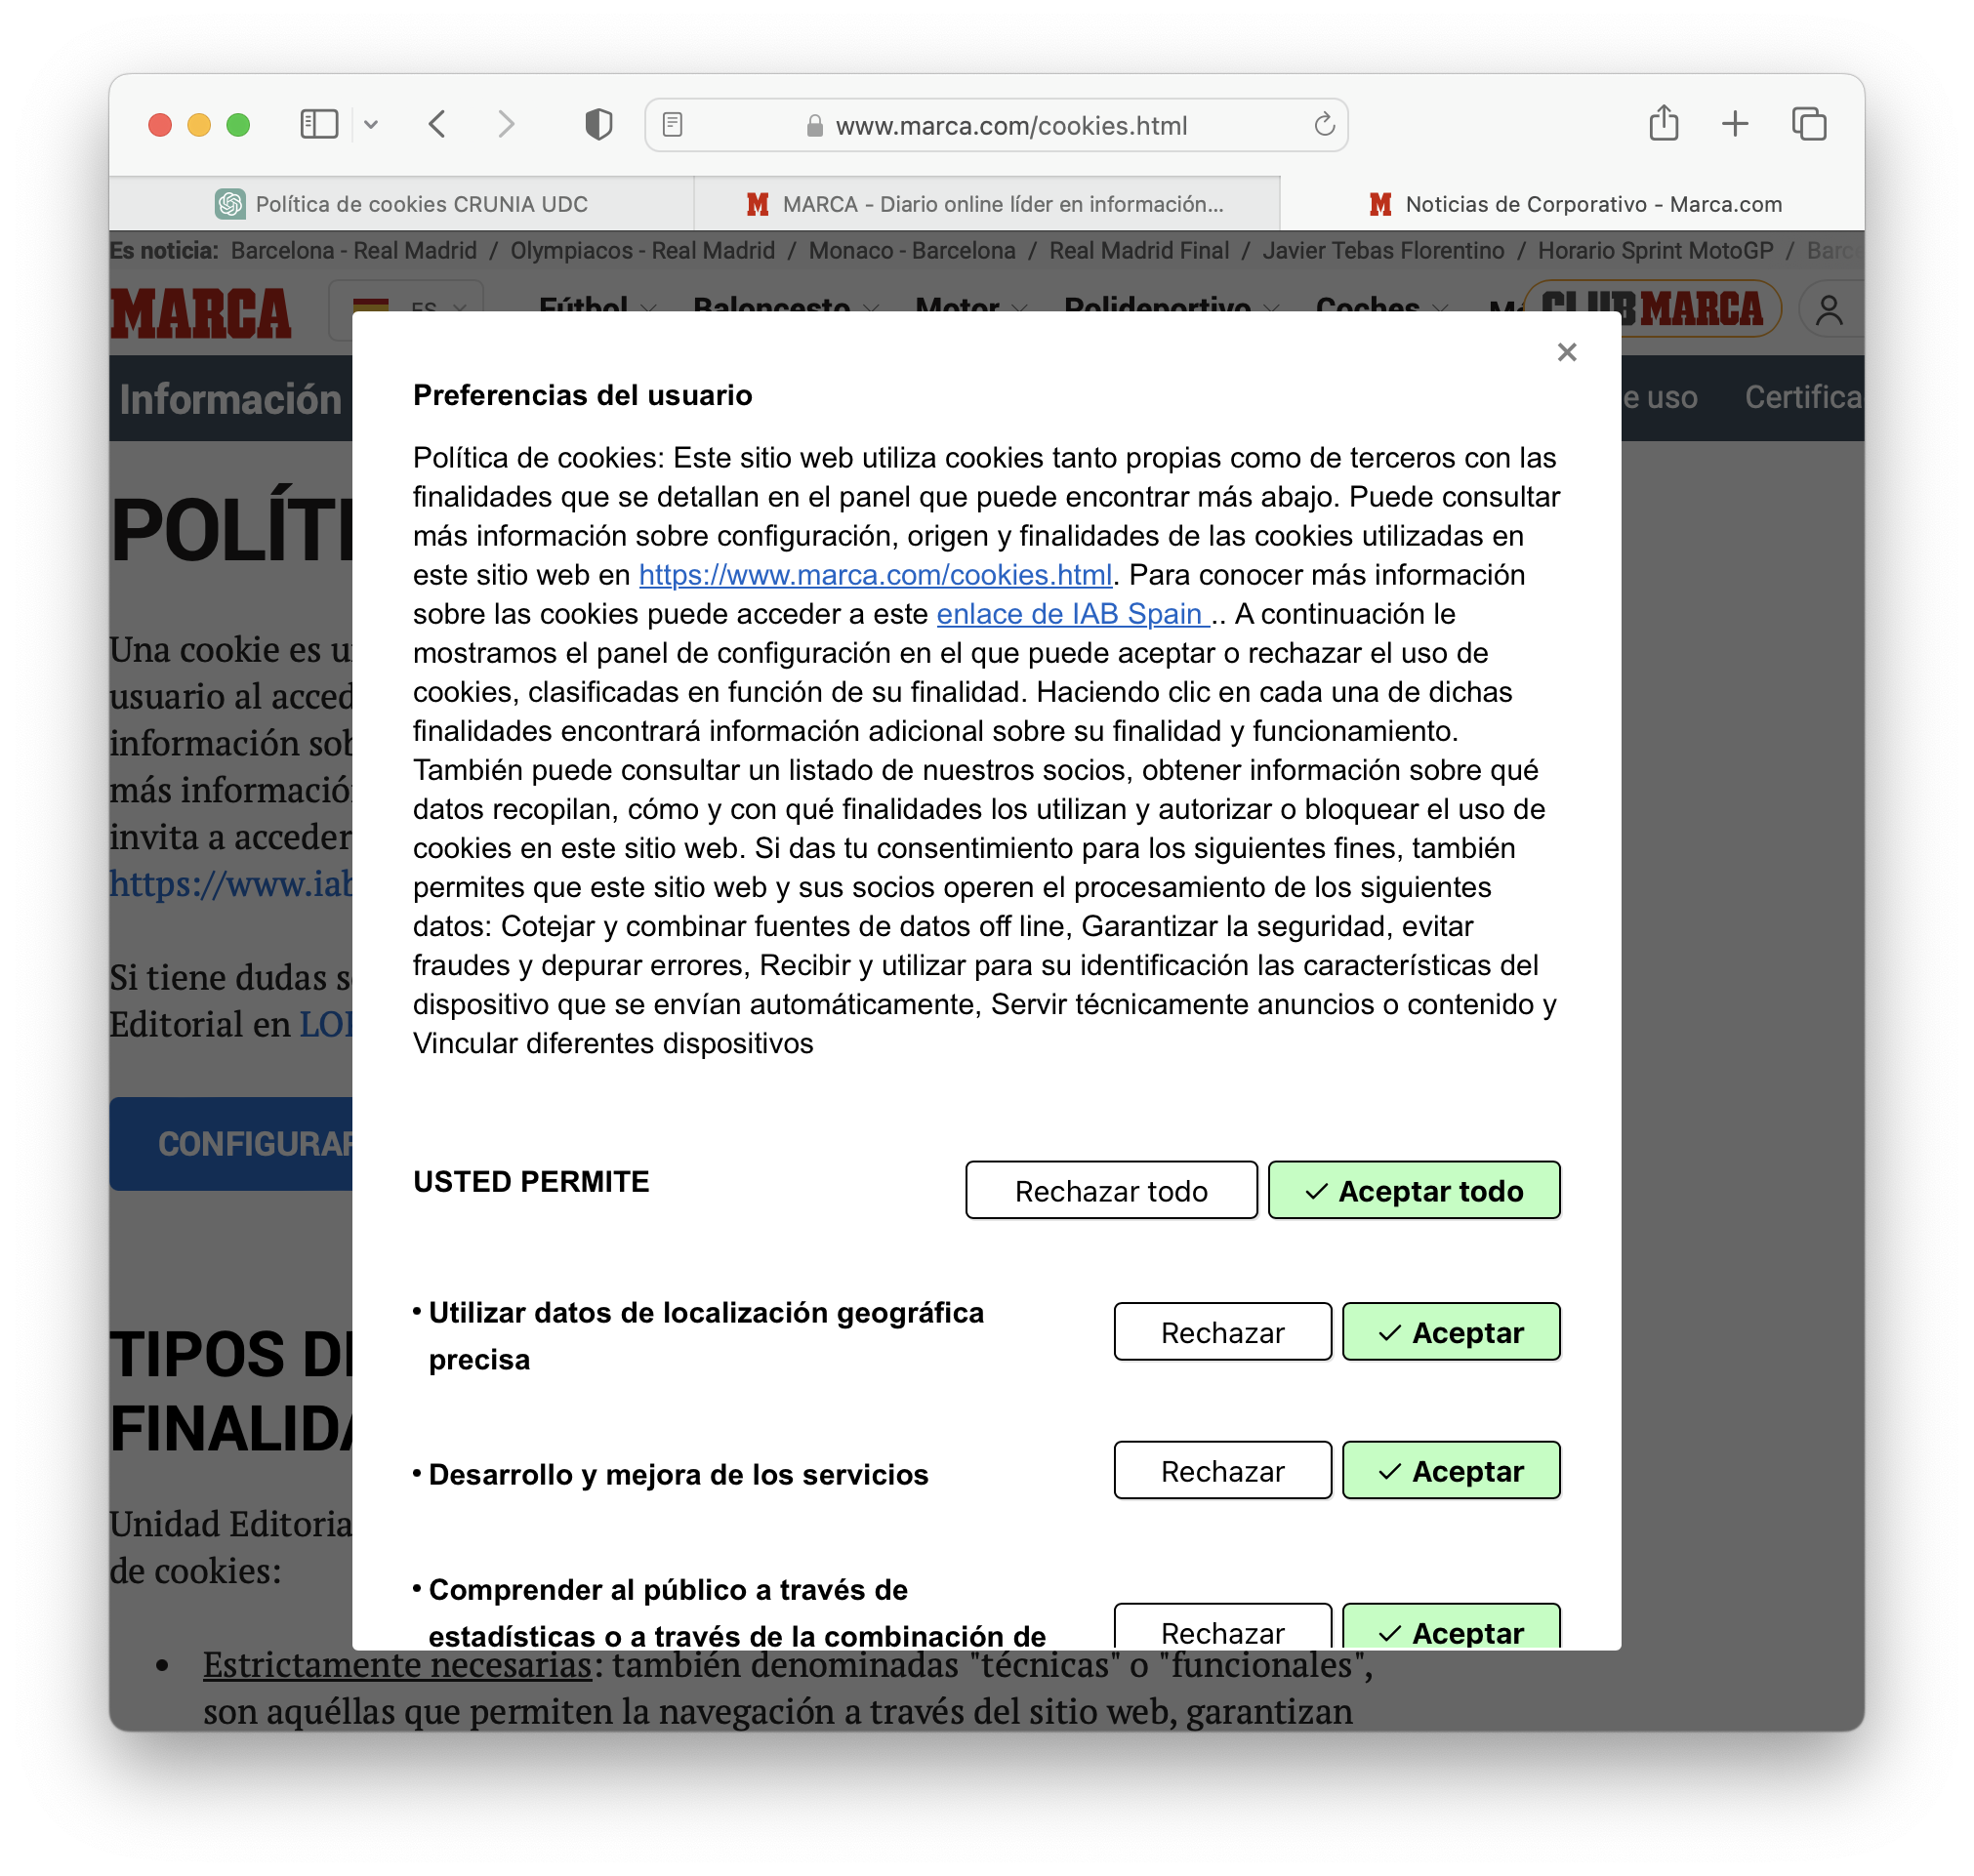 www.marca.com/cookies.html
Política de cookies CRUNIA UDC
MARCA - Diario online líder en información...
Noticias de Corporativo - Marca.com
Es noticia: Barcelona - Real Madrid / Olympiacos - Real Madrid / Monaco - Barcelona / Real Madrid Final / Javier Tebas Florentino / Horario Sprint MotoGP / Barc
MARCA
ES
Fútbol Baloncesto Motor Polideportivo Coches
CLUB MARCA
Información
e uso
Certifica
POLÍTI
Una cookie es u
usuario al acced
información sob
más informació
invita a acceder
https://www.iab
Si tiene dudas s
Editorial en LO
CONFIGURAR
TIPOS DE
FINALIDA
Unidad Editoria
de cookies:
• Estrictamente necesarias: también denominadas "técnicas" o "funcionales",
son aquéllas que permiten la navegación a través del sitio web, garantizan
×
Preferencias del usuario
Política de cookies: Este sitio web utiliza cookies tanto propias como de terceros con las
finalidades que se detallan en el panel que puede encontrar más abajo. Puede consultar
más información sobre configuración, origen y finalidades de las cookies utilizadas en
este sitio web en https://www.marca.com/cookies.html. Para conocer más información
sobre las cookies puede acceder a este enlace de IAB Spain .. A continuación le
mostramos el panel de configuración en el que puede aceptar o rechazar el uso de
cookies, clasificadas en función de su finalidad. Haciendo clic en cada una de dichas
finalidades encontrará información adicional sobre su finalidad y funcionamiento.
También puede consultar un listado de nuestros socios, obtener información sobre qué
datos recopilan, cómo y con qué finalidades los utilizan y autorizar o bloquear el uso de
cookies en este sitio web. Si das tu consentimiento para los siguientes fines, también
permites que este sitio web y sus socios operen el procesamiento de los siguientes
datos: Cotejar y combinar fuentes de datos off line, Garantizar la seguridad, evitar
fraudes y depurar errores, Recibir y utilizar para su identificación las características del
dispositivo que se envían automáticamente, Servir técnicamente anuncios o contenido y
Vincular diferentes dispositivos
USTED PERMITE
Rechazar todo
✓ Aceptar todo
• Utilizar datos de localización geográfica
precisa
Rechazar
✓ Aceptar
• Desarrollo y mejora de los servicios
Rechazar
✓ Aceptar
• Comprender al público a través de
estadísticas o a través de la combinación de
Rechazar
✓ Aceptar